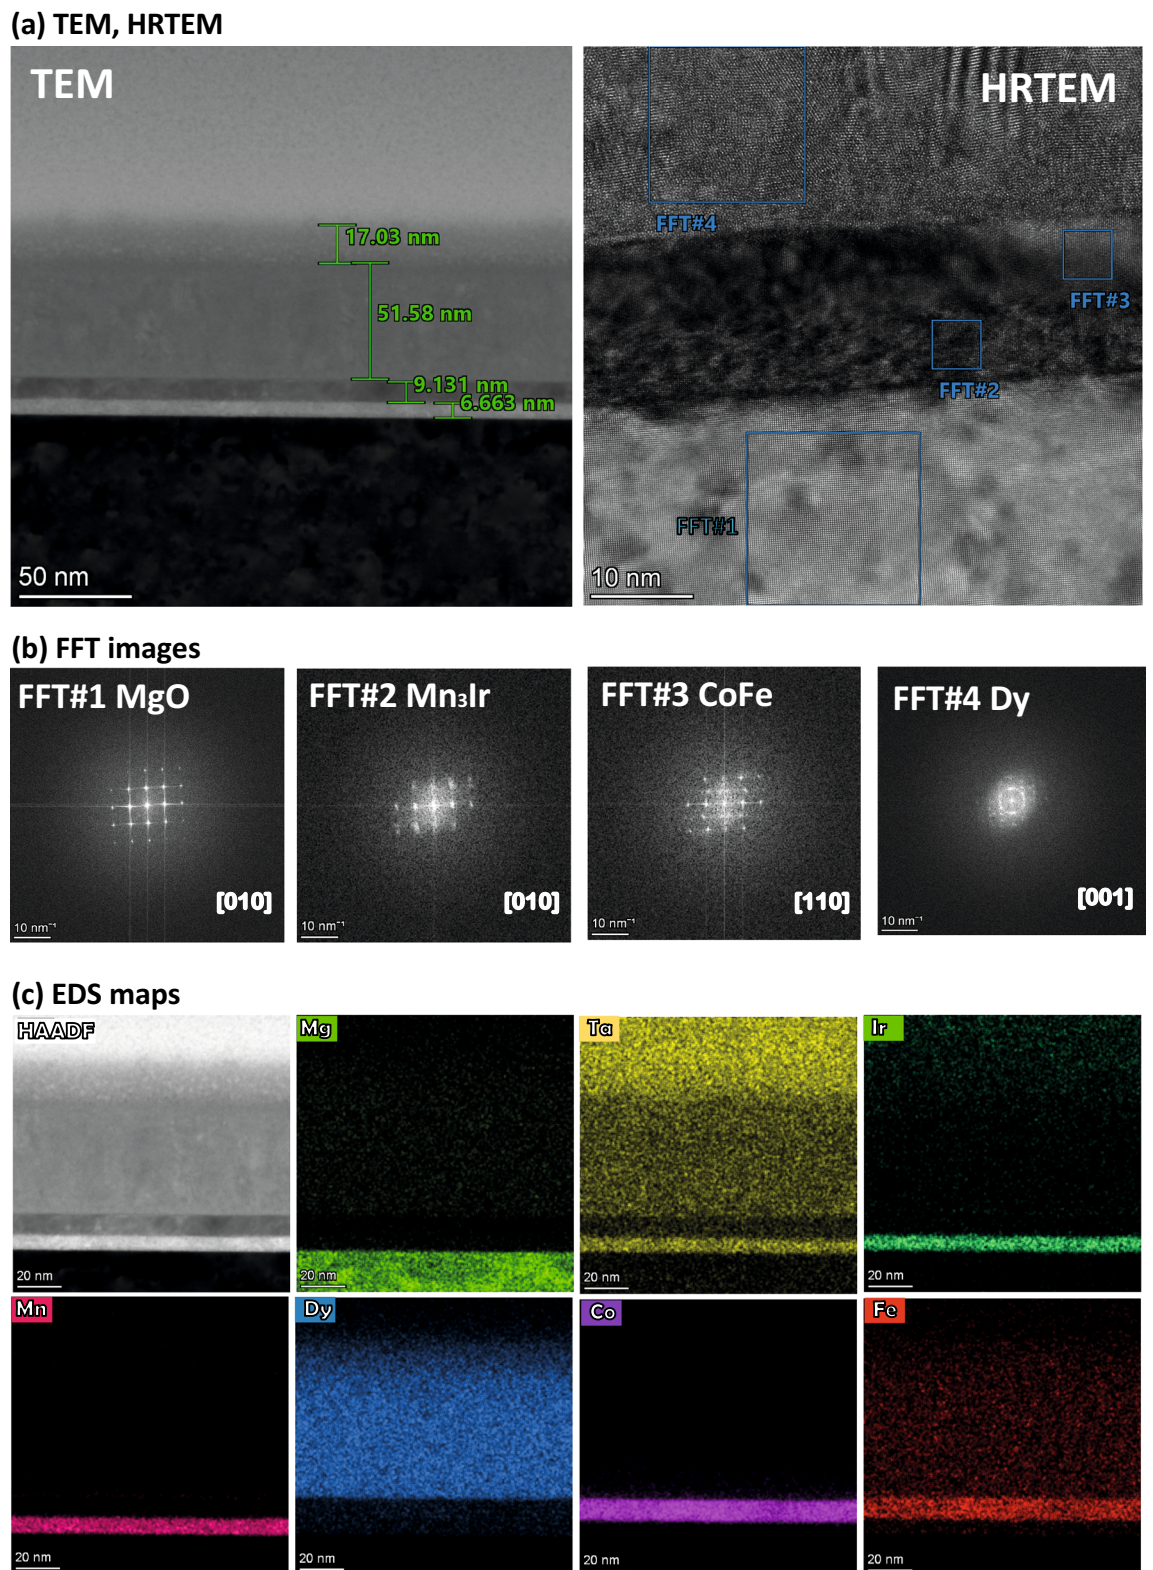 (a) TEM, HRTEM
TEM
HRTEM
17.03 nm
51.58 nm
9.131 nm
6.663 nm
50 nm
FFT#4
FFT#3
FFT#2
FFT#1
10 nm
(b) FFT images
FFT#1 MgO
[010]
10 nm⁻¹
FFT#2 Mn₃Ir
[010]
10 nm⁻¹
FFT#3 CoFe
[110]
10 nm⁻¹
FFT#4 Dy
[001]
10 nm⁻¹
(c) EDS maps
HAADF
20 nm
Mg
20 nm
Ta
20 nm
Ir
20 nm
Mn
20 nm
Dy
20 nm
Co
20 nm
Fe
20 nm